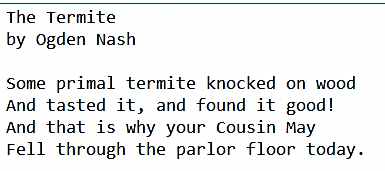 The Termite
by Ogden Nash

Some primal termite knocked on wood
And tasted it, and found it good!
And that is why your Cousin May
Fell through the parlor floor today.